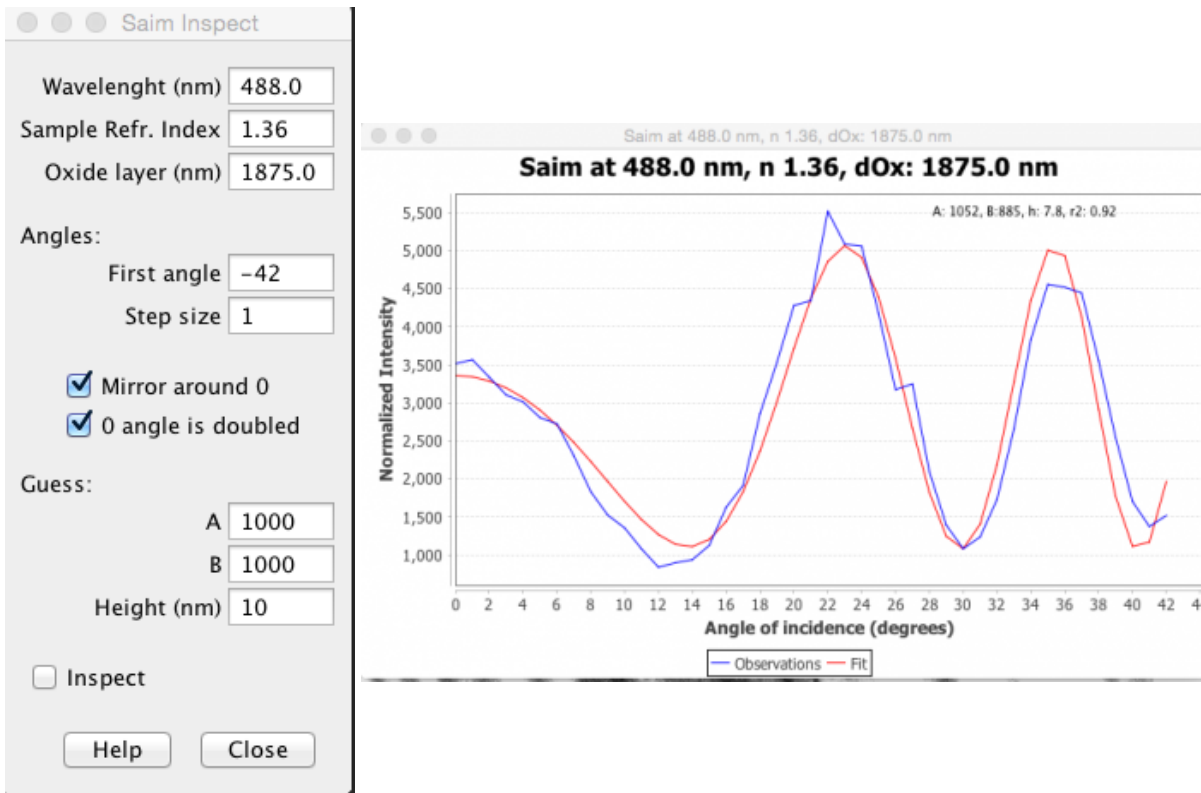 Saim Inspect
Wavelenght (nm) 488.0
Sample Refr. Index 1.36
Oxide layer (nm) 1875.0
Angles:
First angle −42
Step size 1
Mirror around 0
0 angle is doubled
Guess:
A 1000
B 1000
Height (nm) 10
Inspect
Help Close
Saim at 488.0 nm, n 1.36, dOx: 1875.0 nm
Saim at 488.0 nm, n 1.36, dOx: 1875.0 nm
A: 1052, B:885, h: 7.8, r2: 0.92
Normalized Intensity
5,500
5,000
4,500
4,000
3,500
3,000
2,500
2,000
1,500
1,000
0 2 4 6 8 10 12 14 16 18 20 22 24 26 28 30 32 34 36 38 40 42
Angle of incidence (degrees)
Observations Fit